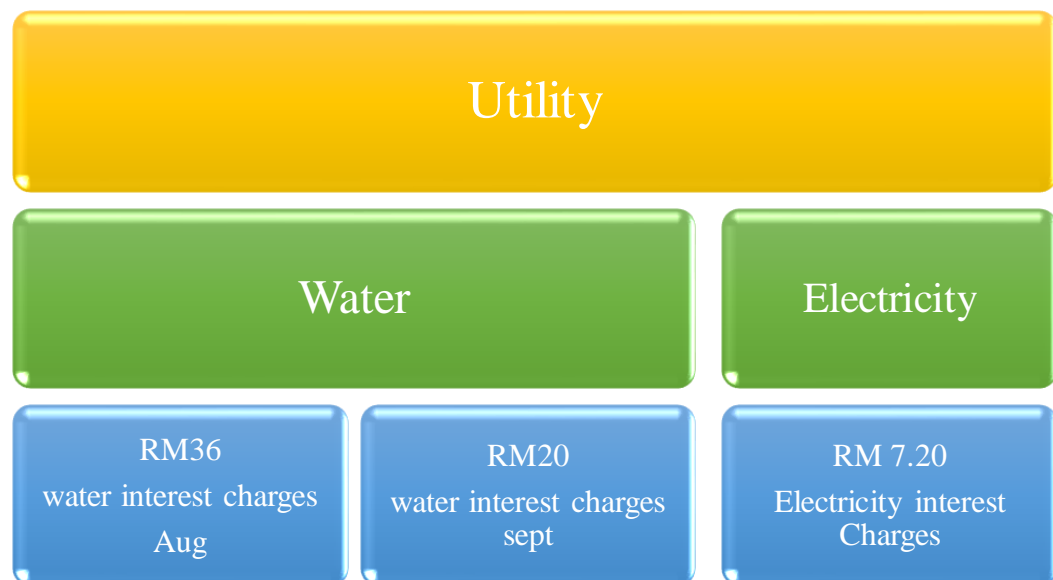 Utility
Water
Electricity
RM36
water interest charges
Aug
RM20
water interest charges
sept
RM 7.20
Electricity interest
Charges